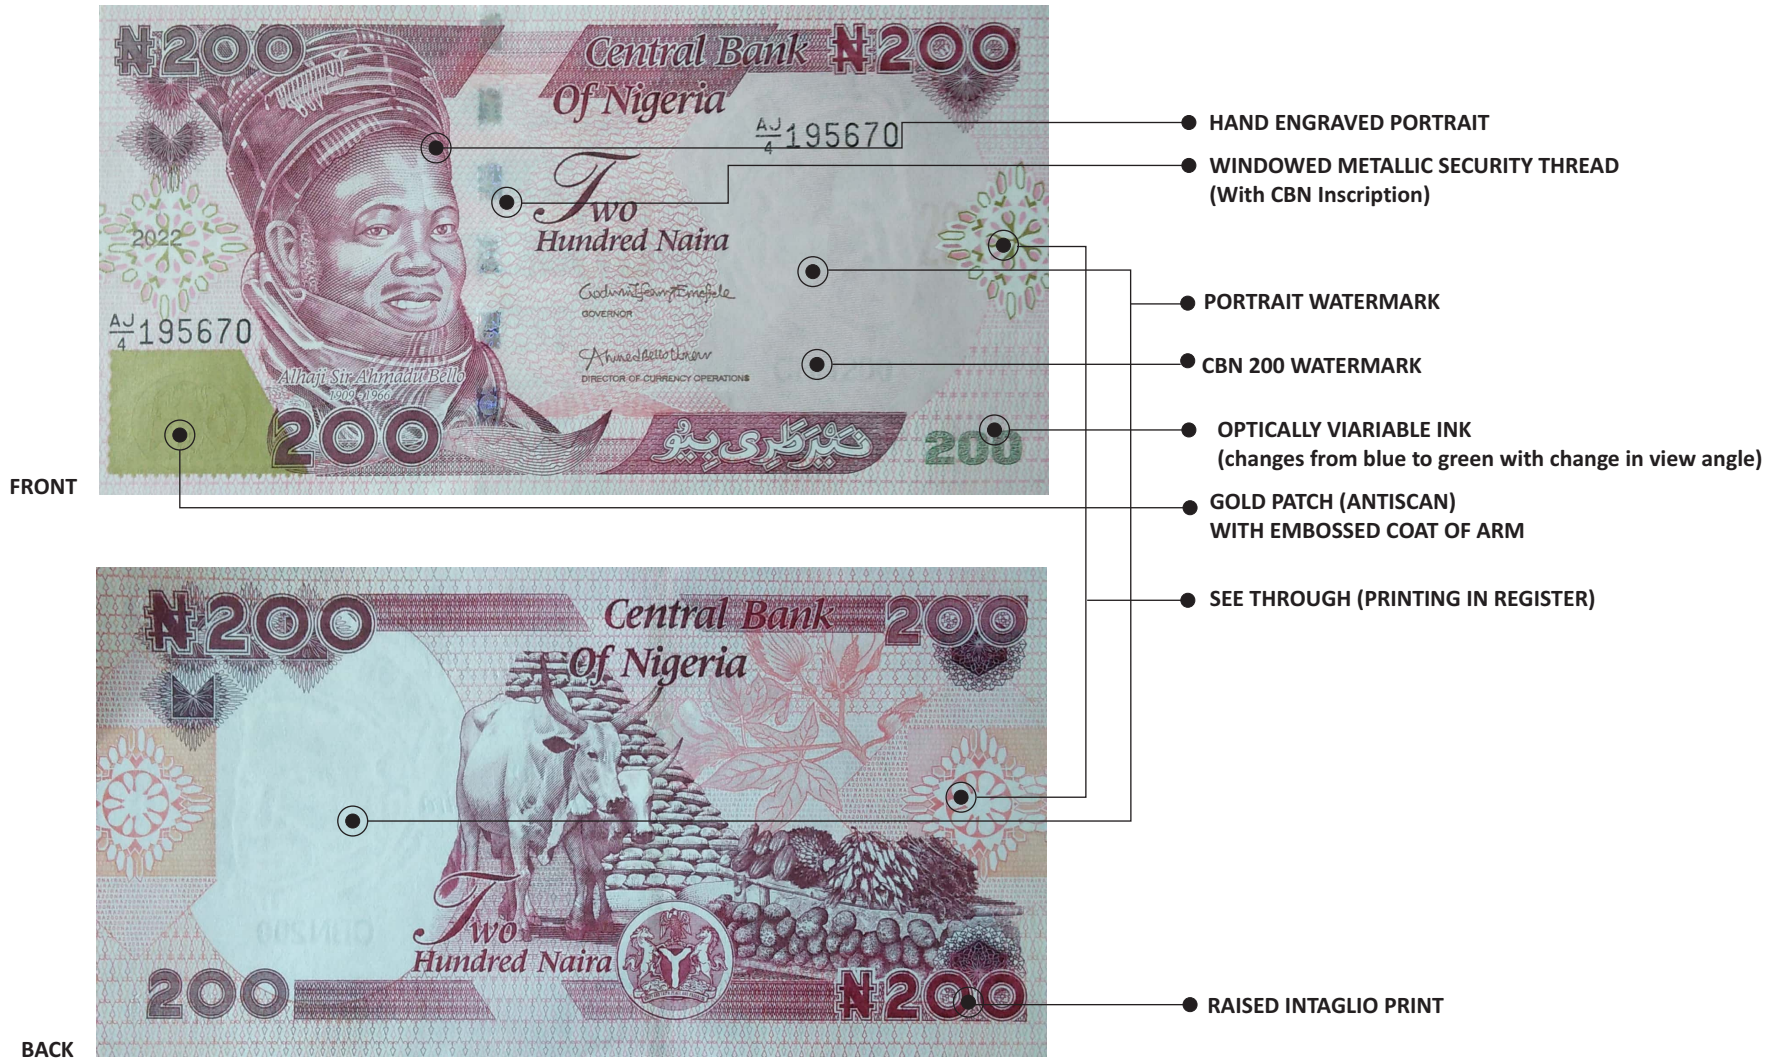 ₦200
Central Bank ₦200
Of Nigeria
AJ/4 195670
Two
Hundred Naira
2022
GOVERNOR
AJ/4 195670
DIRECTOR OF CURRENCY OPERATIONS
Alhaji Sir Ahmadu Bello
1909 - 1966
200
نَيْرَ طَرِى بِيُو
200
FRONT
HAND ENGRAVED PORTRAIT
WINDOWED METALLIC SECURITY THREAD
(With CBN Inscription)
PORTRAIT WATERMARK
CBN 200 WATERMARK
OPTICALLY VIARIABLE INK
(changes from blue to green with change in view angle)
GOLD PATCH (ANTISCAN)
WITH EMBOSSED COAT OF ARM
SEE THROUGH (PRINTING IN REGISTER)
₦200
Central Bank 200
Of Nigeria
CBN200
Two
Hundred Naira
200
₦200
BACK
RAISED INTAGLIO PRINT